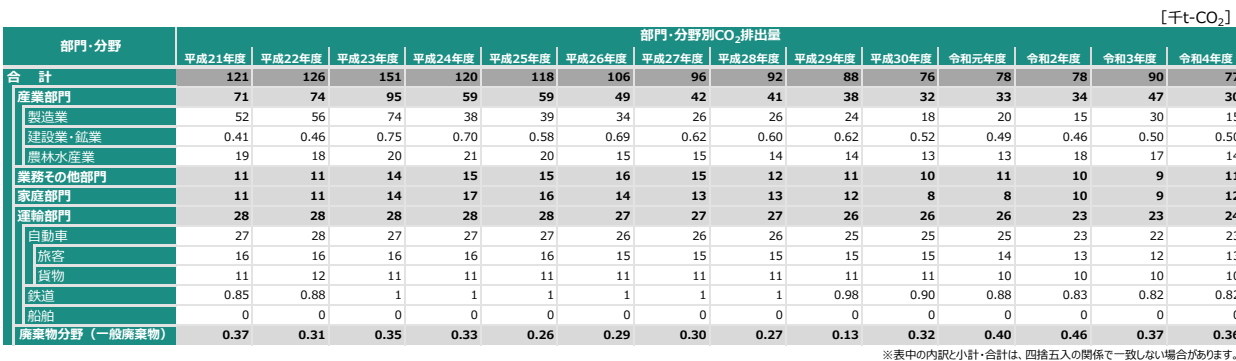 ［千t-CO2］
部門･分野 部門･分野別CO2排出量
平成21年度 平成22年度 平成23年度 平成24年度 平成25年度 平成26年度 平成27年度 平成28年度 平成29年度 平成30年度 令和元年度 令和2年度 令和3年度 令和4年度
合　計 121 126 151 120 118 106 96 92 88 76 78 78 90 77
産業部門 71 74 95 59 59 49 42 41 38 32 33 34 47 30
製造業 52 56 74 38 39 34 26 26 24 18 20 15 30 15
建設業･鉱業 0.41 0.46 0.75 0.70 0.58 0.69 0.62 0.60 0.62 0.52 0.49 0.46 0.50 0.50
農林水産業 19 18 20 21 20 15 15 14 14 13 13 18 17 14
業務その他部門 11 11 14 15 15 16 15 12 11 10 11 10 9 11
家庭部門 11 11 14 17 16 14 13 13 12 8 8 10 9 12
運輸部門 28 28 28 28 28 27 27 27 26 26 26 23 23 24
自動車 27 28 27 27 27 26 26 26 25 25 25 23 22 23
旅客 16 16 16 16 16 15 15 15 15 15 14 13 12 13
貨物 11 12 11 11 11 11 11 11 11 11 10 10 10 10
鉄道 0.85 0.88 1 1 1 1 1 1 0.98 0.90 0.88 0.83 0.82 0.82
船舶 0 0 0 0 0 0 0 0 0 0 0 0 0 0
廃棄物分野（一般廃棄物） 0.37 0.31 0.35 0.33 0.26 0.29 0.30 0.27 0.13 0.32 0.40 0.46 0.37 0.36
※表中の内訳と小計･合計は、四捨五入の関係で一致しない場合があります。